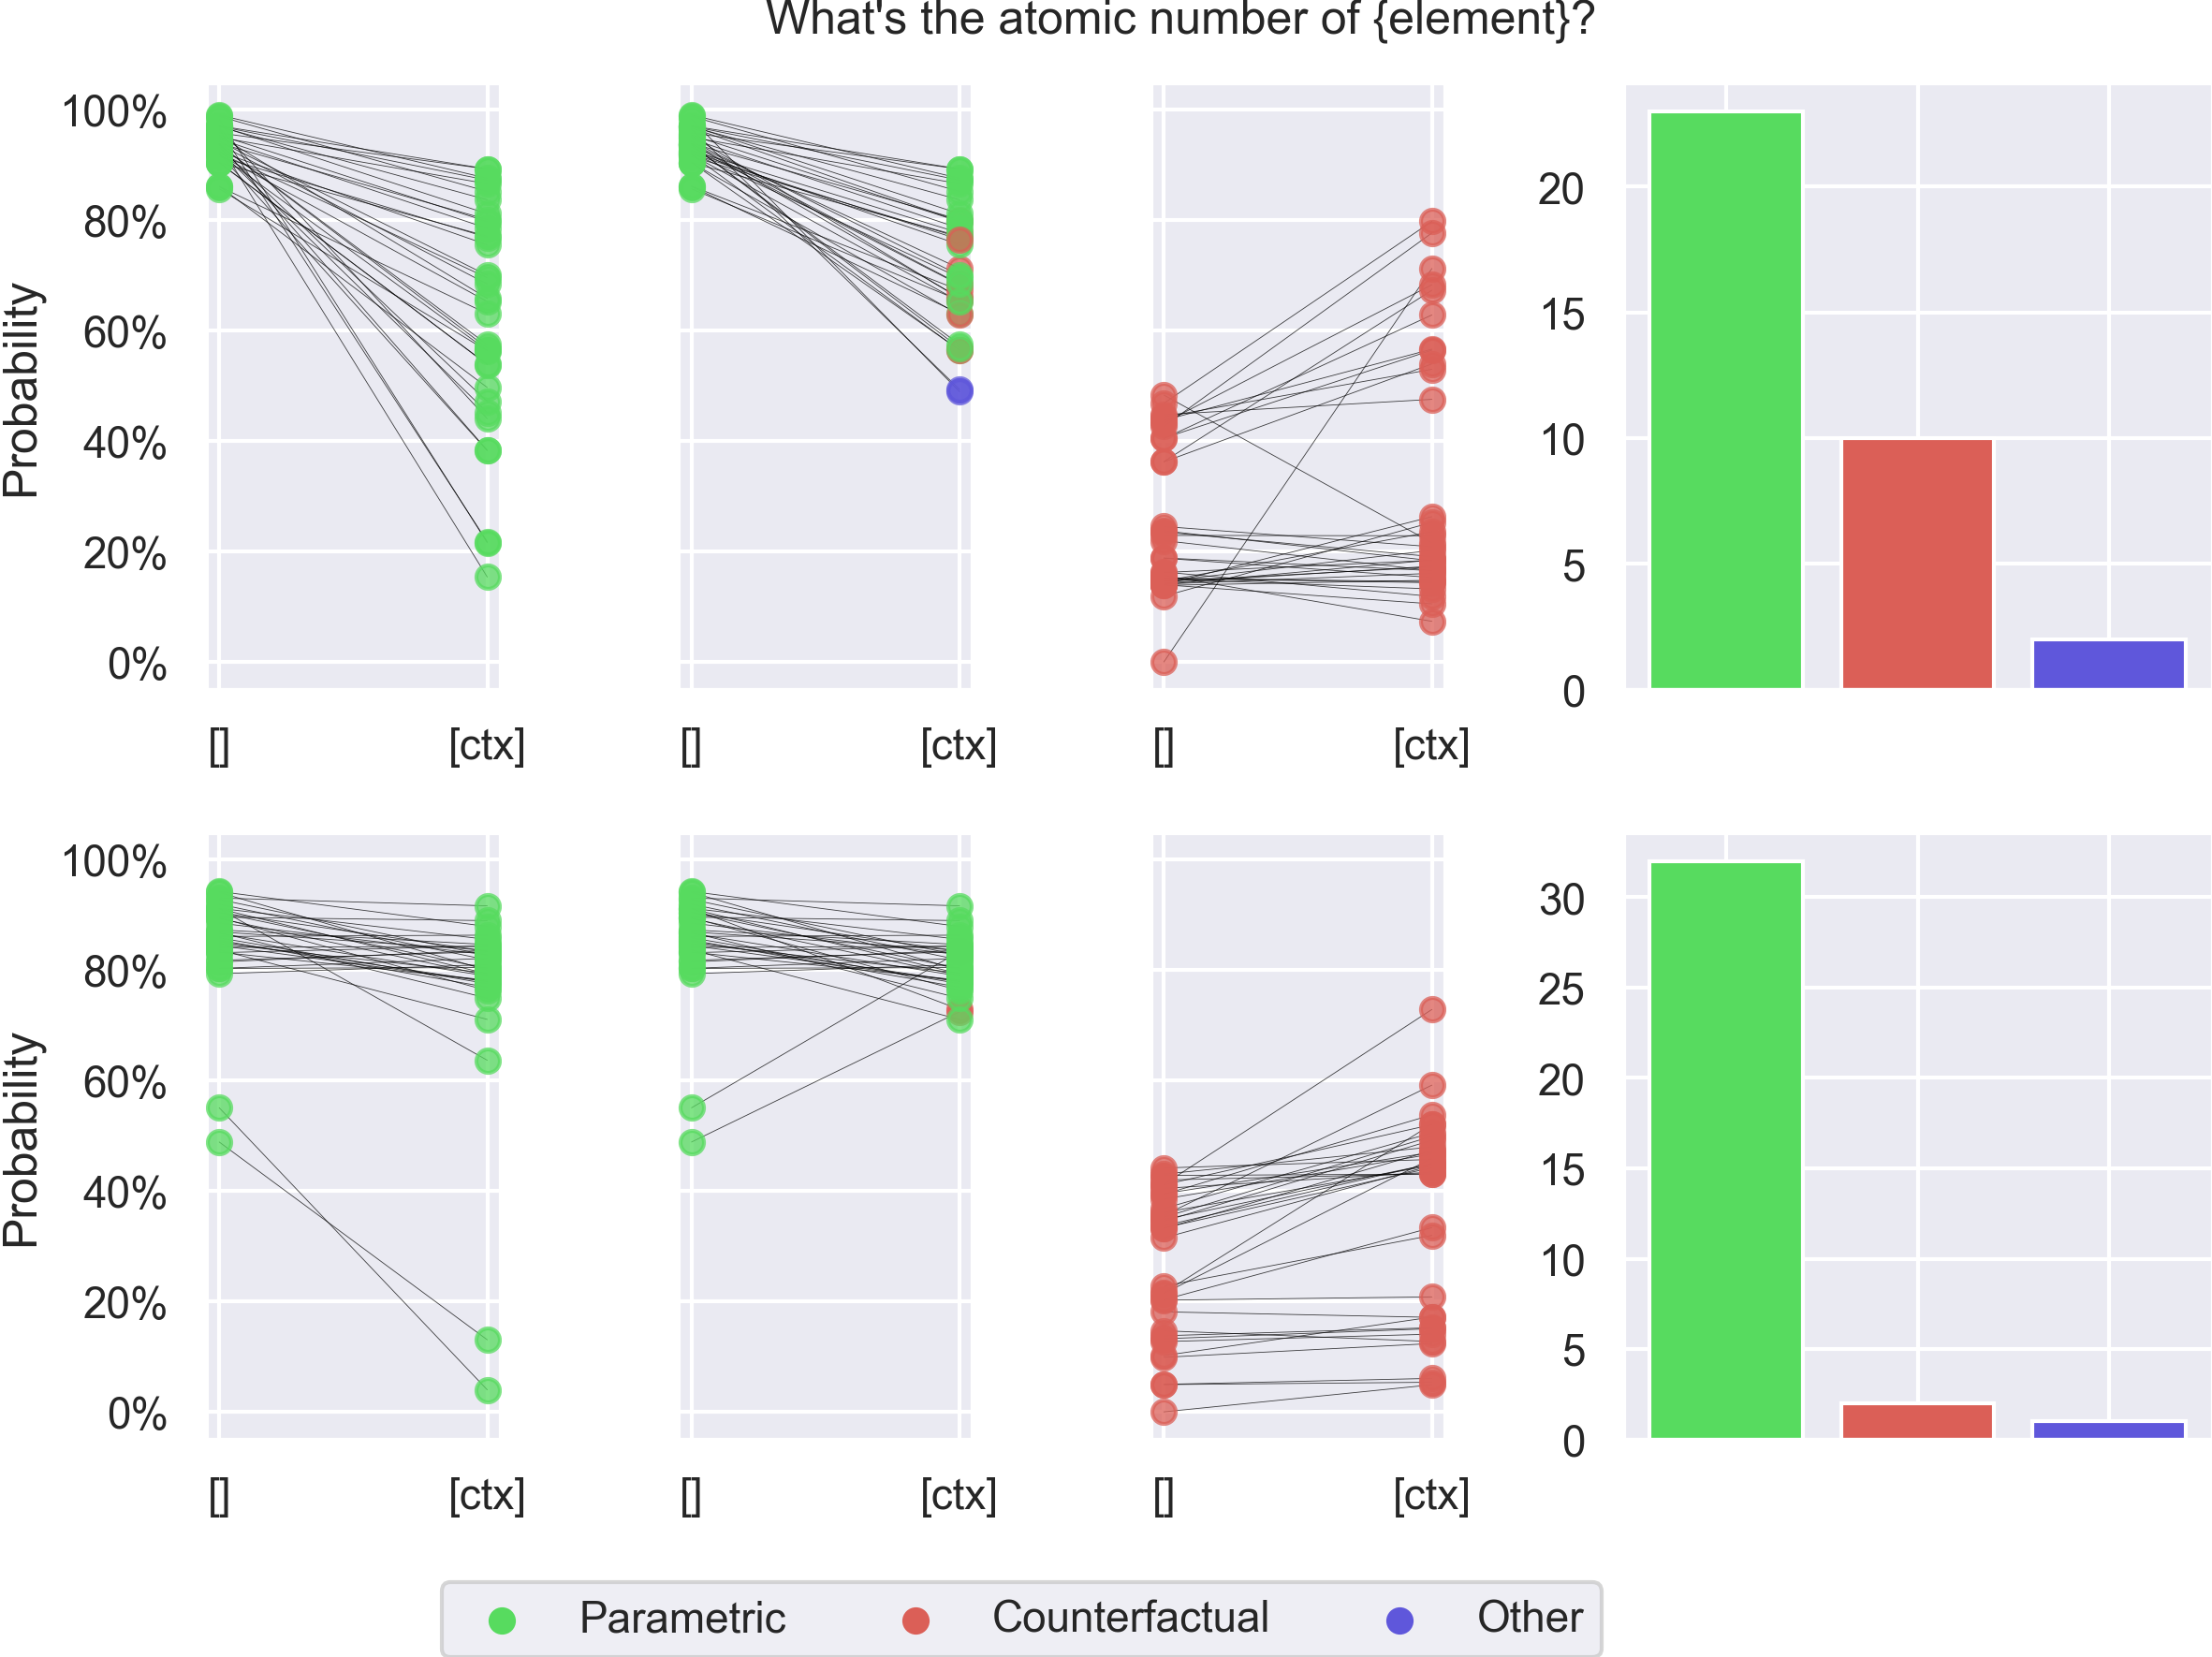 What's the atomic number of {element}?
Probability
100%
80%
60%
40%
20%
0%
[] [ctx]
[] [ctx]
[] [ctx]
20
15
10
5
0
Probability
100%
80%
60%
40%
20%
0%
[] [ctx]
[] [ctx]
[] [ctx]
30
25
20
15
10
5
0
Parametric Counterfactual Other